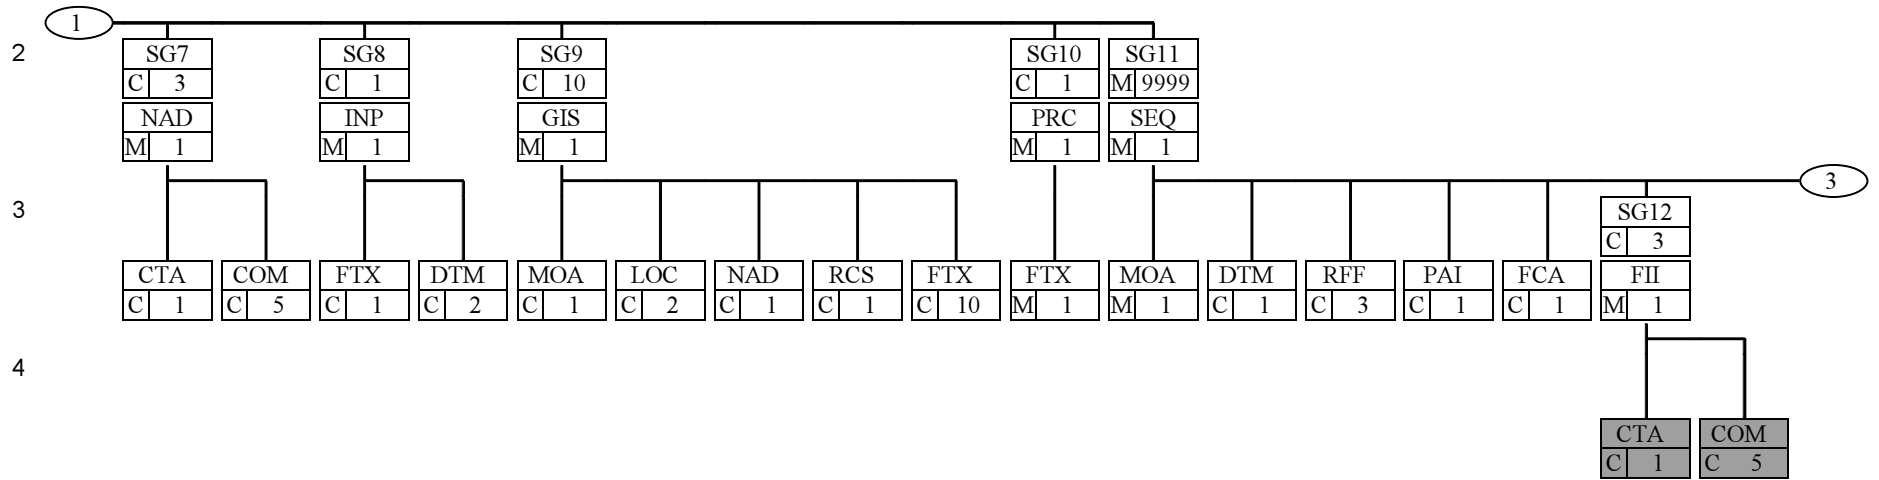 1
2
SG7 SG8 SG9 SG10 SG11
C 3 C 1 C 10 C 1 M 9999
NAD INP GIS PRC SEQ
M 1 M 1 M 1 M 1 M 1
3
3
SG12
C 3
CTA COM FTX DTM MOA LOC NAD RCS FTX FTX MOA DTM RFF PAI FCA FII
C 1 C 5 C 1 C 2 C 1 C 2 C 1 C 1 C 10 M 1 M 1 C 1 C 3 C 1 C 1 M 1
4
CTA COM
C 1 C 5